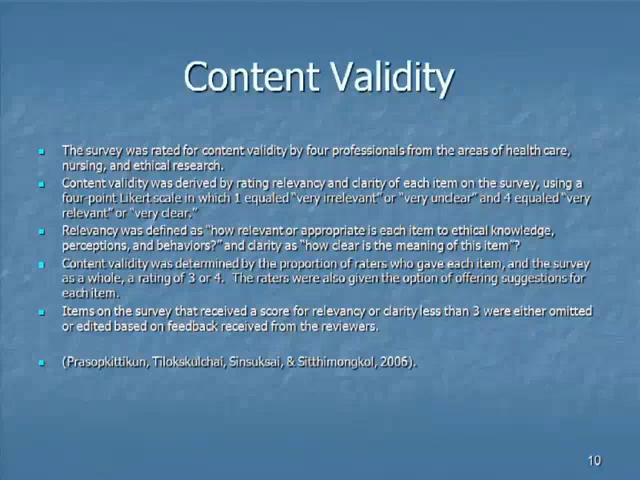 Content Validity
The survey was rated for content validity by four professionals from the areas of health care,
nursing, and ethical research.
Content validity was derived by rating relevancy and clarity of each item on the survey, using a
four-point Likert scale in which 1 equaled "very irrelevant" or "very unclear" and 4 equaled "very
relevant" or "very clear."
Relevancy was defined as "how relevant or appropriate is each item to ethical knowledge,
perceptions, and behaviors?" and clarity as "how clear is the meaning of this item"?
Content validity was determined by the proportion of raters who gave each item, and the survey
as a whole, a rating of 3 or 4. The raters were also given the option of offering suggestions for
each item.
Items on the survey that received a score for relevancy or clarity less than 3 were either omitted
or edited based on feedback received from the reviewers.
(Prasopkittikun, Tilokskulchai, Sinsuksai, & Sitthimongkol, 2006).
10